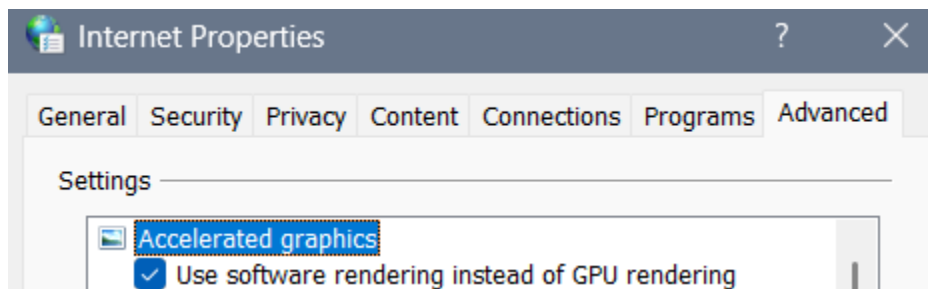 Internet Properties ?
General Security Privacy Content Connections Programs Advanced
Settings
Accelerated graphics
Use software rendering instead of GPU rendering